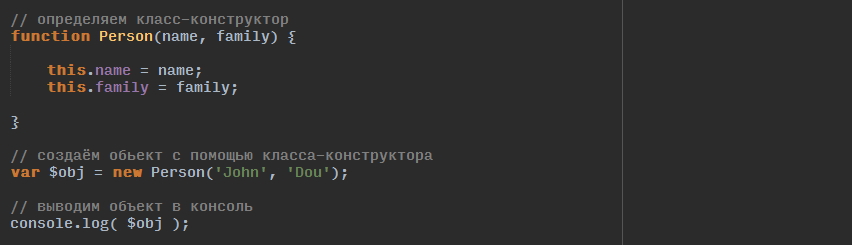 // определяем класс-конструктор
function Person(name, family) {
this.name = name;
this.family = family;
}
// создаём обьект с помощью класса-конструктора
var $obj = new Person('John', 'Dou');
// выводим объект в консоль
console.log( $obj );